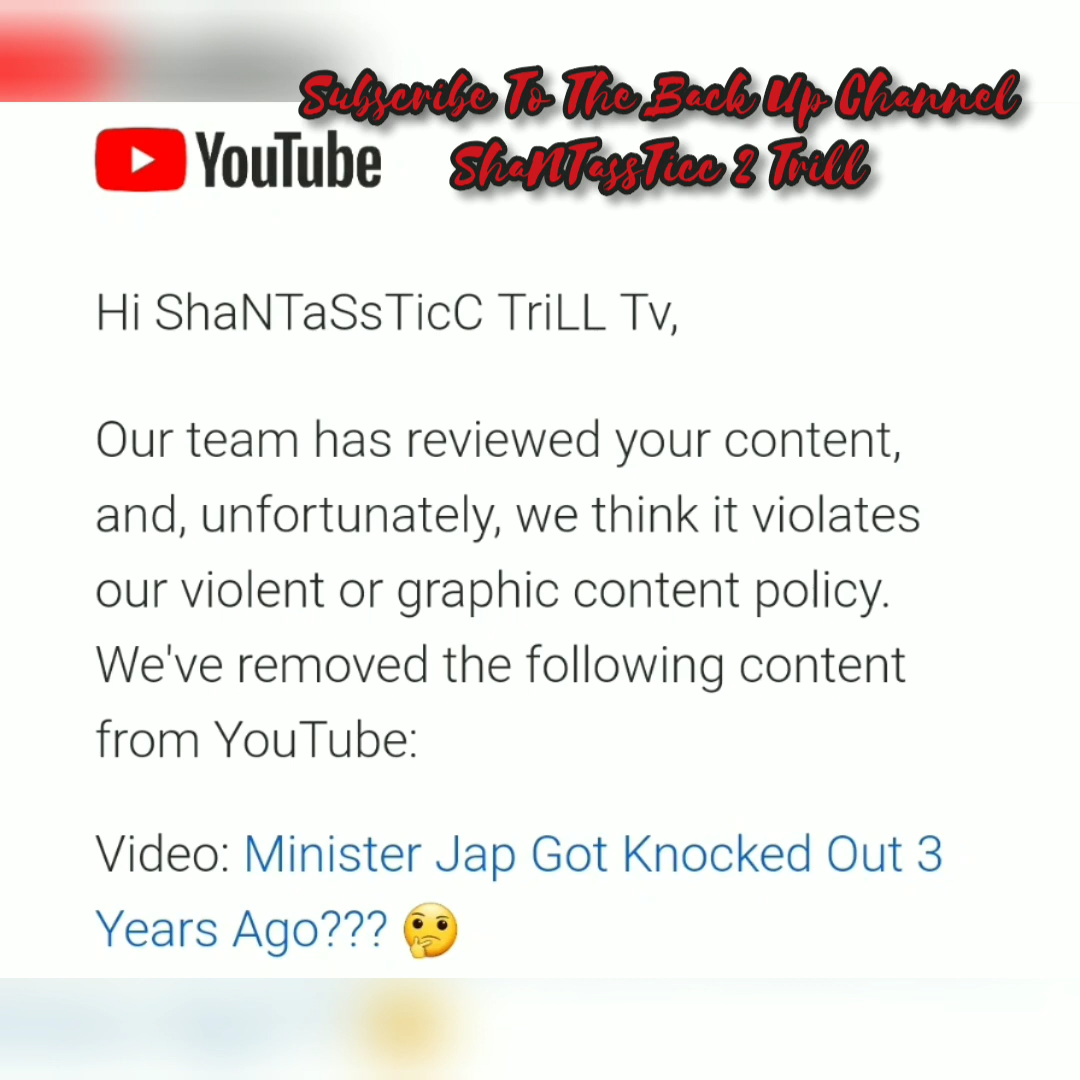 Subscribe To The Back Up Channel
ShaNTassTicc 2 Trill
YouTube
Hi ShaNTaSsTicC TriLL Tv,
Our team has reviewed your content,
and, unfortunately, we think it violates
our violent or graphic content policy.
We've removed the following content
from YouTube:
Video: Minister Jap Got Knocked Out 3
Years Ago??? 🤔